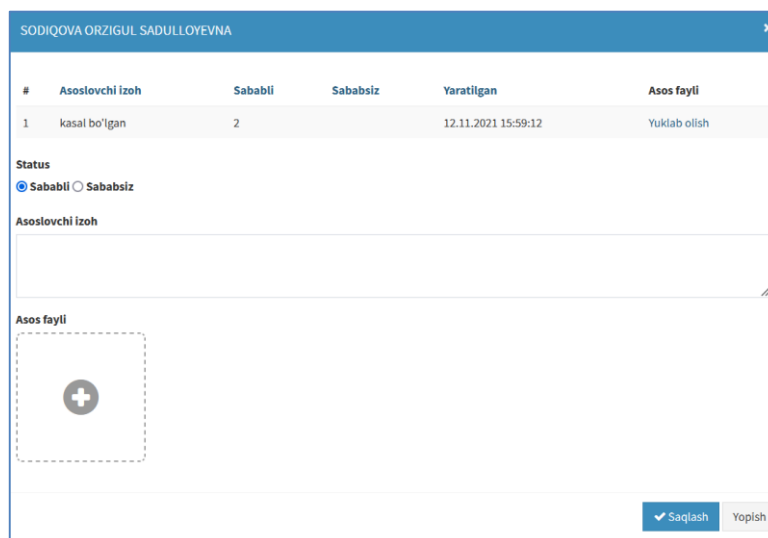 SODIQOVA ORZIGUL SADULLOYEVNA
# Asoslovchi izoh Sababli Sababsiz Yaratilgan Asos fayli
1 kasal bo'lgan 2 12.11.2021 15:59:12 Yuklab olish
Status
Sababli Sababsiz
Asoslovchi izoh
Asos fayli
Saqlash Yopish